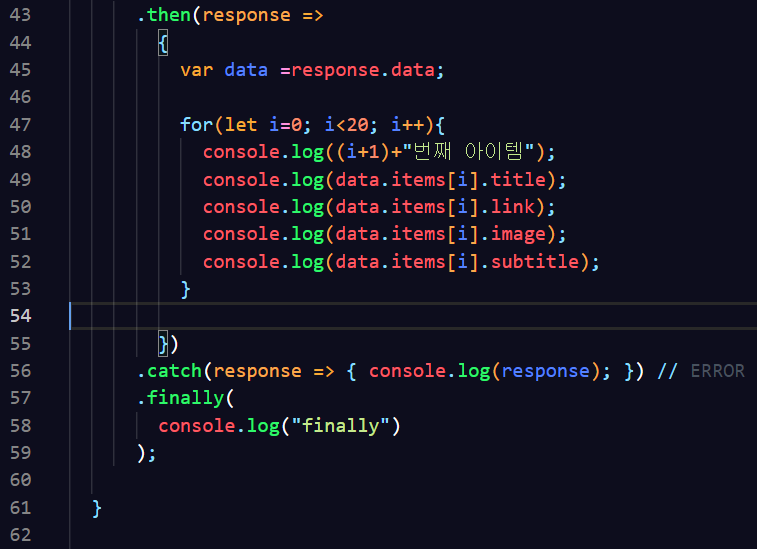 43 .then(response =>
44 {
45 var data =response.data;
46
47 for(let i=0; i<20; i++){
48 console.log((i+1)+"번째 아이템");
49 console.log(data.items[i].title);
50 console.log(data.items[i].link);
51 console.log(data.items[i].image);
52 console.log(data.items[i].subtitle);
53 }
54
55 })
56 .catch(response => { console.log(response); }) // ERROR
57 .finally(
58 console.log("finally")
59 );
60
61 }
62